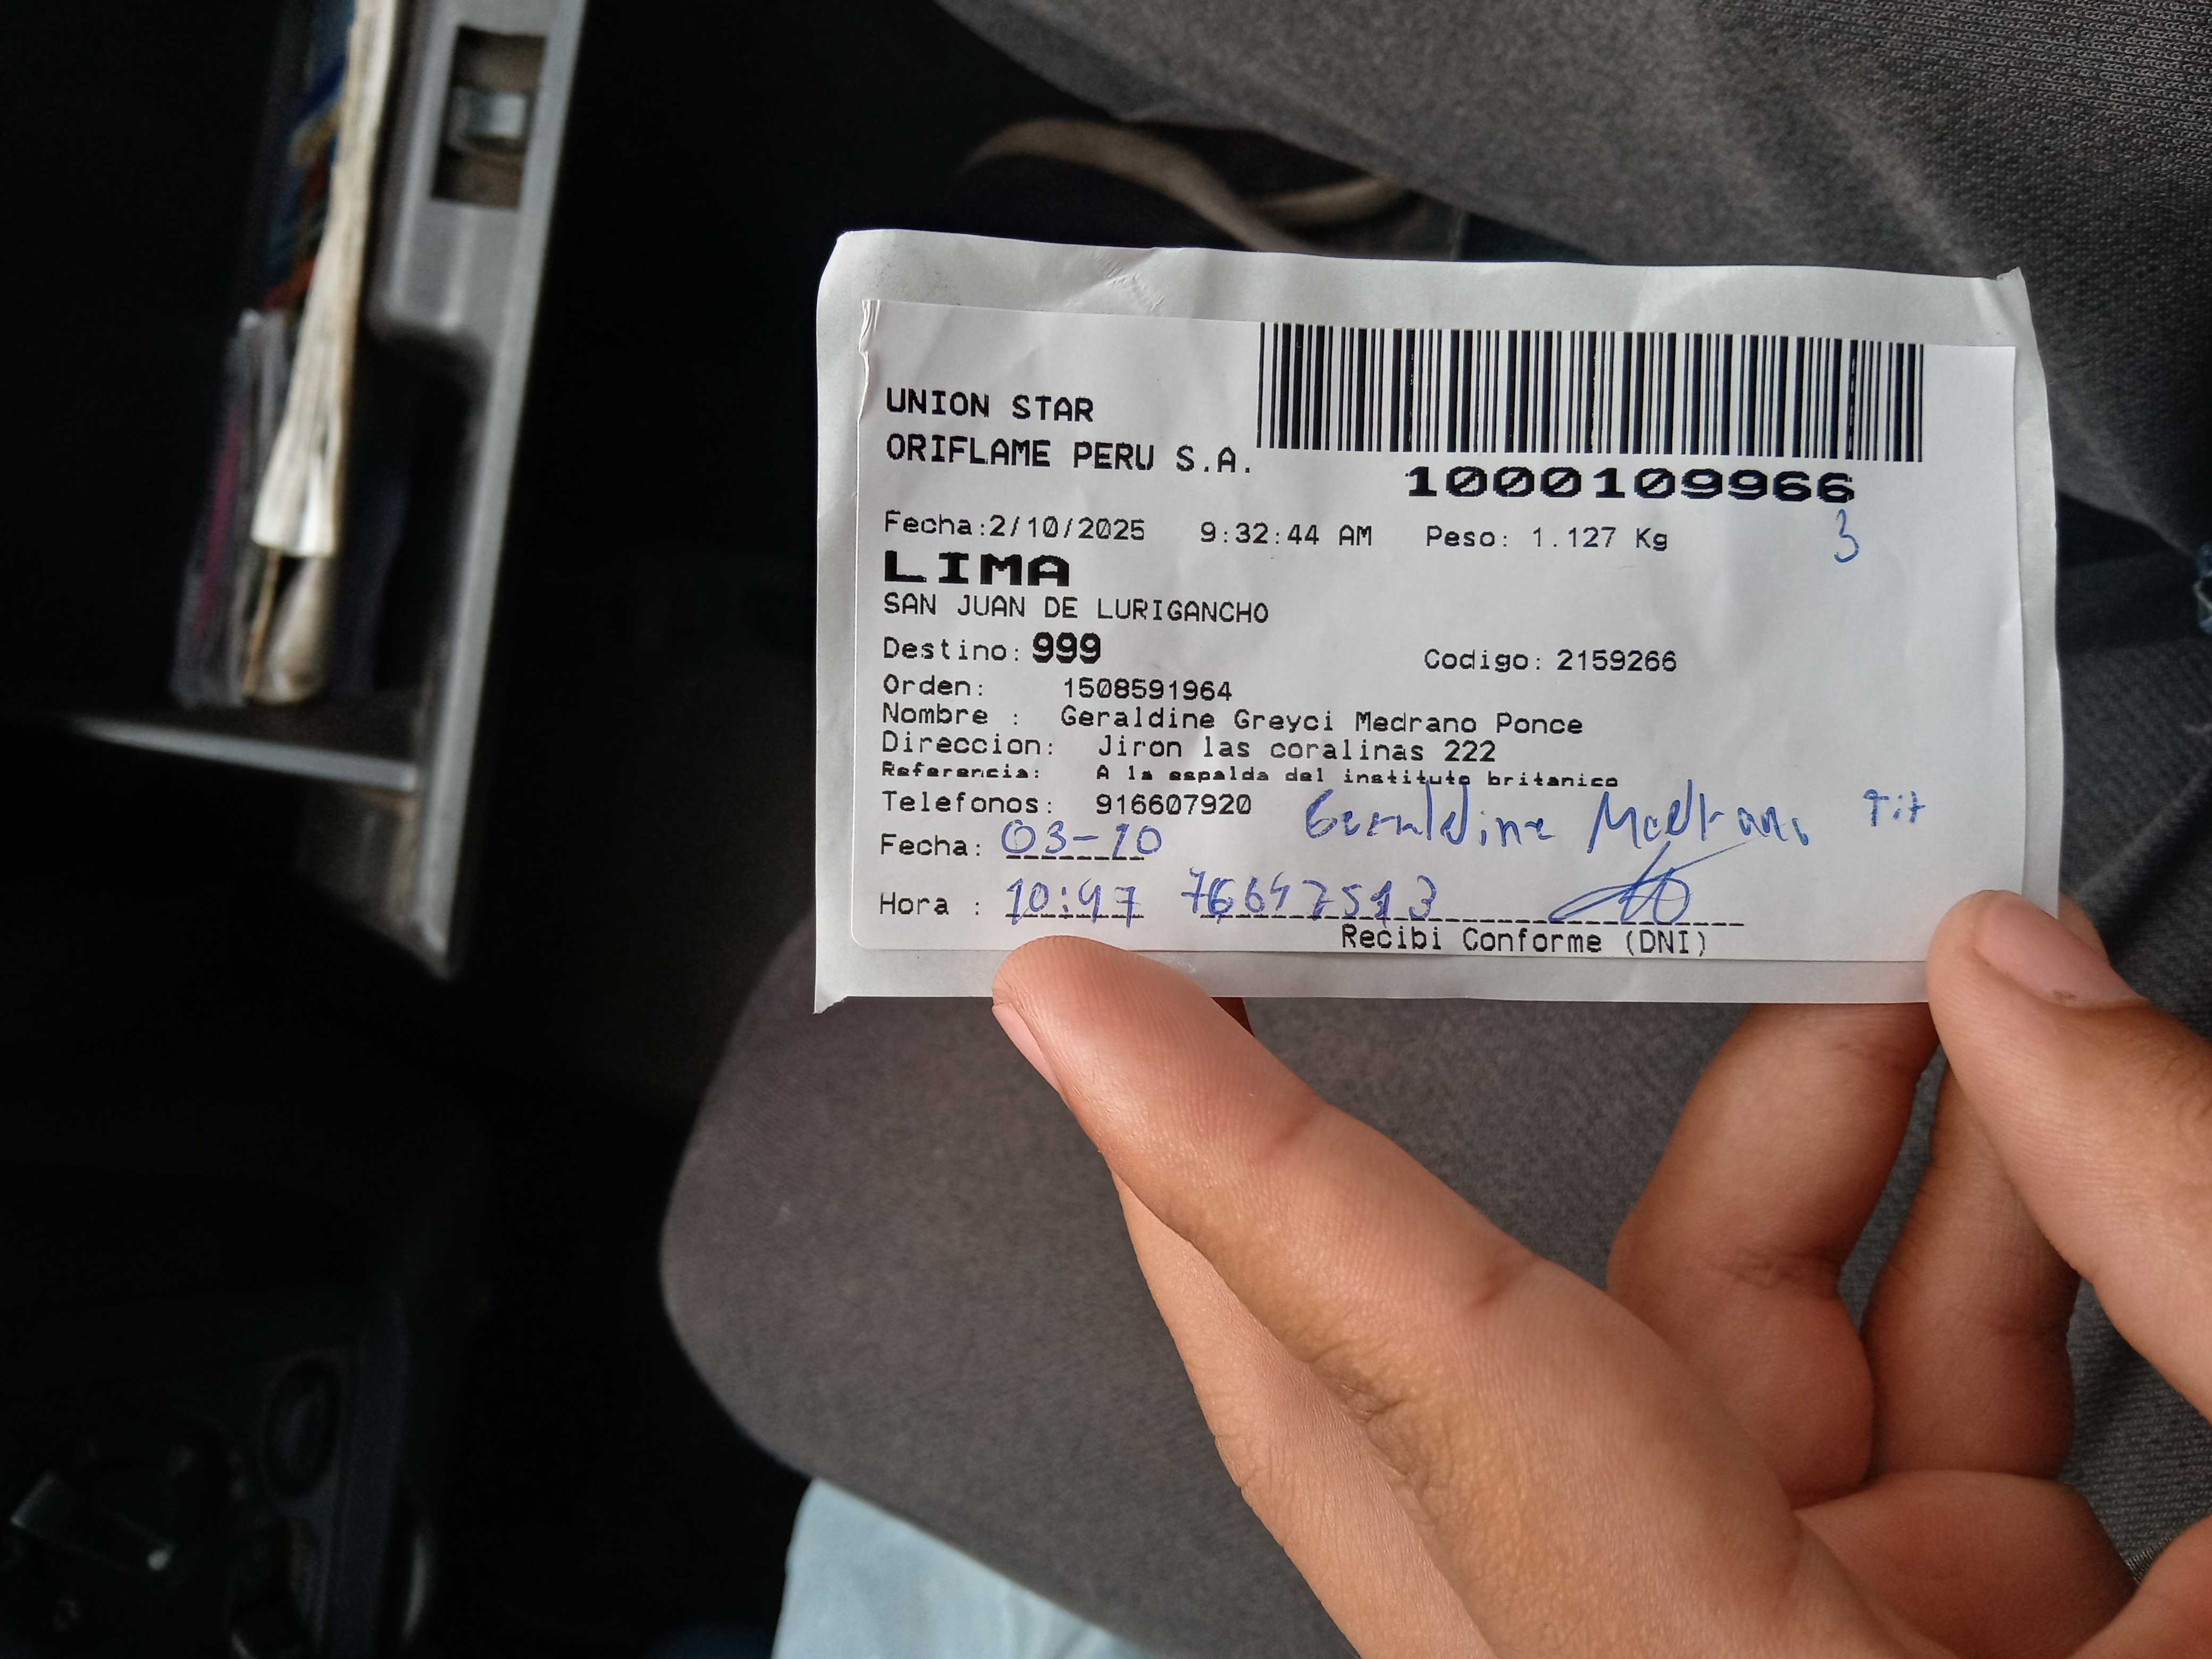 UNION STAR
ORIFLAME PERU S.A.
1000109966
Fecha:2/10/2025 9:32:44 AM Peso: 1.127 Kg 3
LIMA
SAN JUAN DE LURIGANCHO
Destino: 999 Codigo: 2159266
Orden: 1508591964
Nombre : Geraldine Greyci Medrano Ponce
Direccion: Jiron las coralinas 222
Referencia: A la espalda del instituto britanico
Telefonos: 916607920 Geraldine Medrano Tit
Fecha: 03-10
Hora : 10:47
Recibi Conforme (DNI)